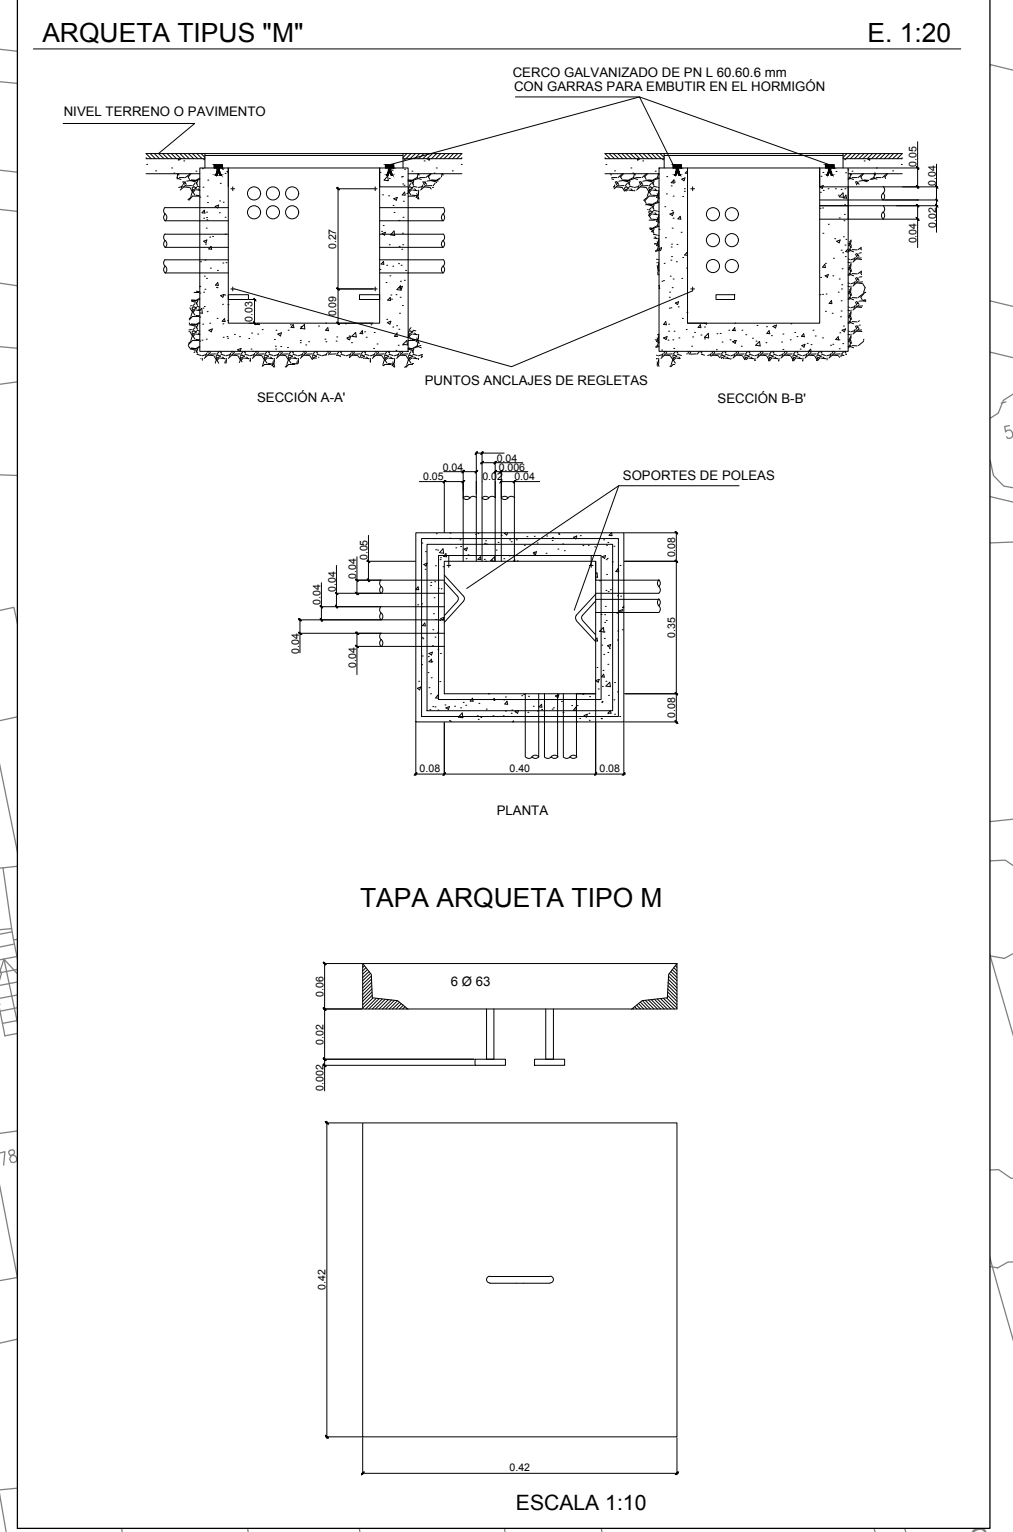 ARQUETA TIPUS "M"
E. 1:20
CERCO GALVANIZADO DE PN L 60.60.6 mm
CON GARRAS PARA EMBUTIR EN EL HORMIGÓN
NIVEL TERRENO O PAVIMENTO
0.05
0.04
0.02
0.04
0.27
0.09
0.03
PUNTOS ANCLAJES DE REGLETAS
SECCIÓN A-A'
SECCIÓN B-B'
0.04
0.04
0.006
0.05
0.02
0.04
SOPORTES DE POLEAS
0.05
0.04
0.04
0.04
0.04
0.04
0.08
0.35
0.08
0.08
0.40
0.08
PLANTA
TAPA ARQUETA TIPO M
6 Ø 63
0.06
0.02
0.002
0.42
0.42
ESCALA 1:10
5
78